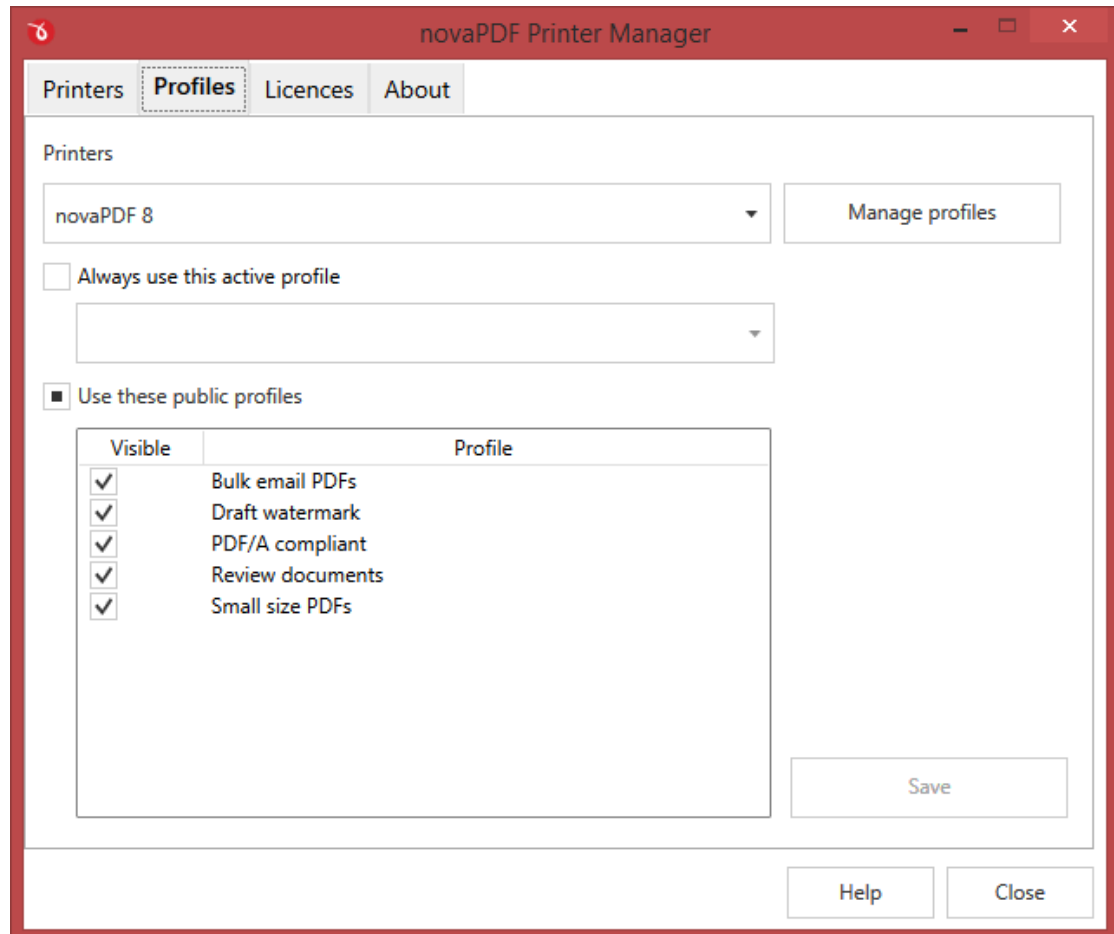 novaPDF Printer Manager
Printers Profiles Licences About
Printers
novaPDF 8
Manage profiles
Always use this active profile
Use these public profiles
Visible Profile
Bulk email PDFs
Draft watermark
PDF/A compliant
Review documents
Small size PDFs
Save
Help Close